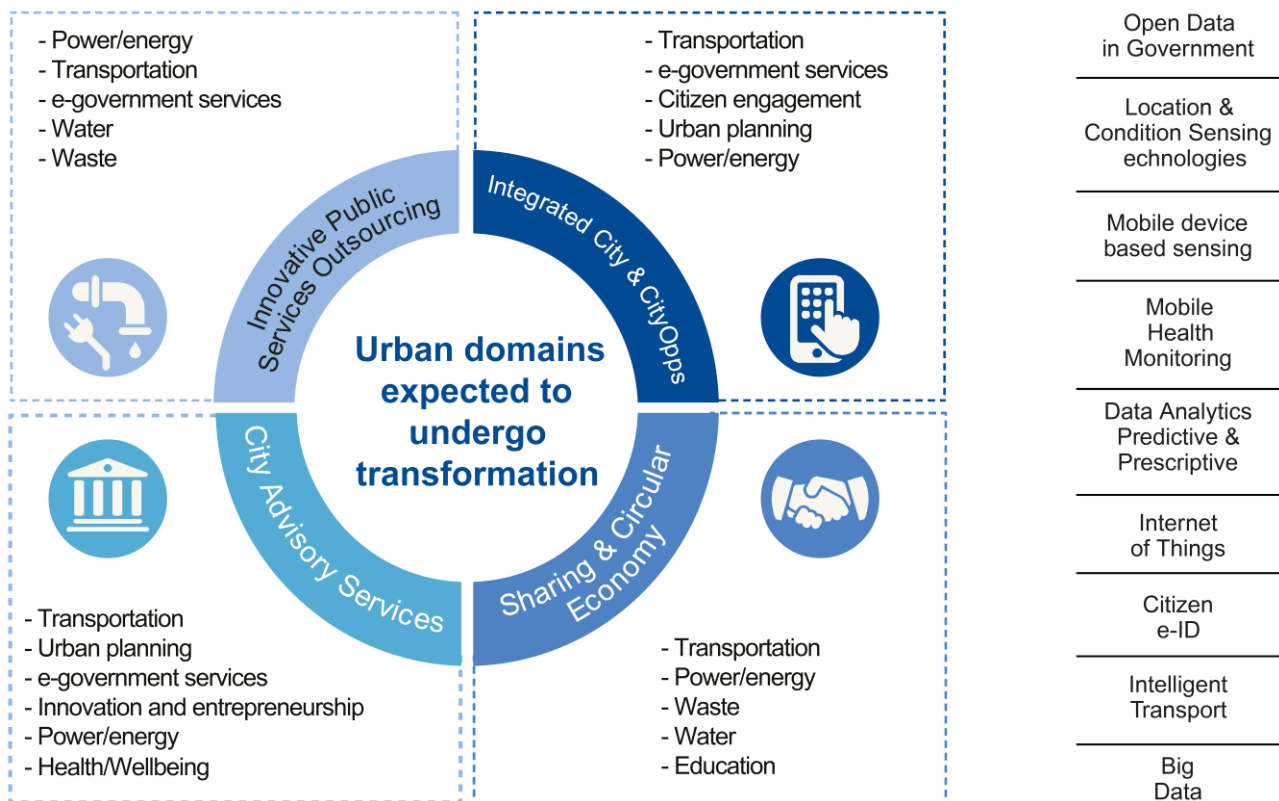 - Power/energy
- Transportation
- e-government services
- Water
- Waste
Innovative Public
Services Outsourcing
- Transportation
- e-government services
- Citizen engagement
- Urban planning
- Power/energy
Integrated City & CityOpps
Urban domains
expected to
undergo
transformation
City Advisory Services
- Transportation
- Urban planning
- e-government services
- Innovation and entrepreneurship
- Power/energy
- Health/Wellbeing
Sharing & Circular
Economy
- Transportation
- Power/energy
- Waste
- Water
- Education
Open Data
in Government
Location &
Condition Sensing
echnologies
Mobile device
based sensing
Mobile
Health
Monitoring
Data Analytics
Predictive &
Prescriptive
Internet
of Things
Citizen
e-ID
Intelligent
Transport
Big
Data